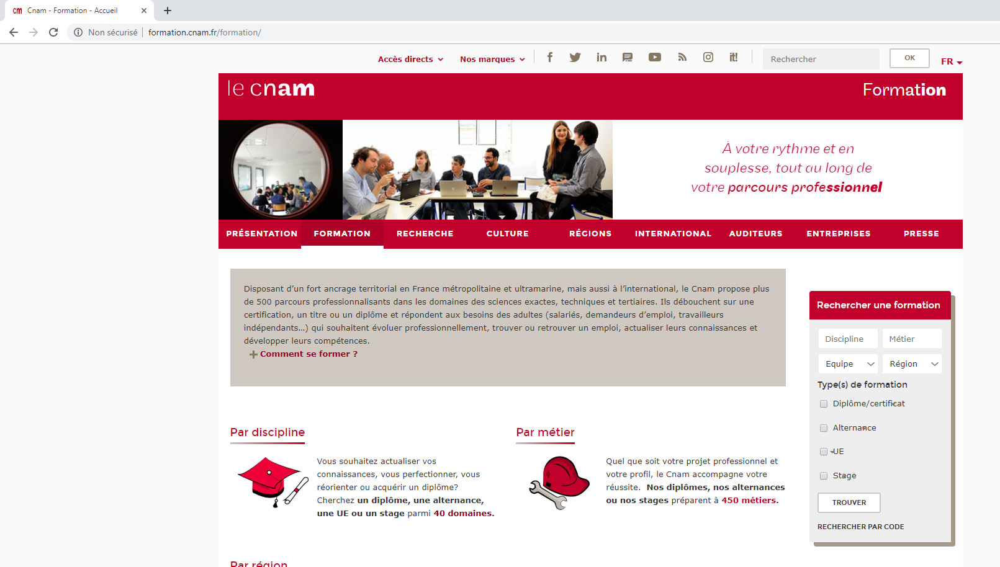 cm Cnam - Formation - Accueil
Non sécurisé formation.cnam.fr/formation/
Accès directs Nos marques
it!
Rechercher
OK
FR
le cnam
Formation
À votre rythme et en
souplesse, tout au long de
votre parcours professionnel
PRÉSENTATION FORMATION RECHERCHE CULTURE RÉGIONS INTERNATIONAL AUDITEURS ENTREPRISES PRESSE
Disposant d’un fort ancrage territorial en France métropolitaine et ultramarine, mais aussi à l’international, le Cnam propose plus
de 500 parcours professionnalisants dans les domaines des sciences exactes, techniques et tertiaires. Ils débouchent sur une
certification, un titre ou un diplôme et répondent aux besoins des adultes (salariés, demandeurs d’emploi, travailleurs
indépendants...) qui souhaitent évoluer professionnellement, trouver ou retrouver un emploi, actualiser leurs connaissances et
développer leurs compétences.
Comment se former ?
Par discipline
Vous souhaitez actualiser vos
connaissances, vous perfectionner, vous
réorienter ou acquérir un diplôme?
Cherchez un diplôme, une alternance,
une UE ou un stage parmi 40 domaines.
Par métier
Quel que soit votre projet professionnel et
votre profil, le Cnam accompagne votre
réussite. Nos diplômes, nos alternances
ou nos stages préparent à 450 métiers.
Par région
Rechercher une formation
Discipline Métier
Equipe Région
Type(s) de formation
Diplôme/certificat
Alternance
UE
Stage
TROUVER
RECHERCHER PAR CODE